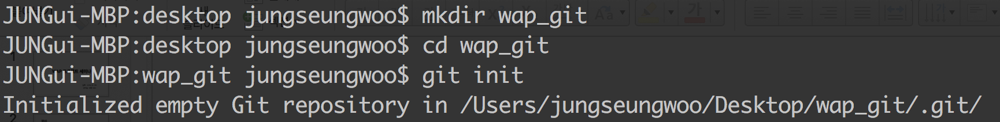 JUNGui-MBP:desktop jungseungwoo$ mkdir wap_git
JUNGui-MBP:desktop jungseungwoo$ cd wap_git
JUNGui-MBP:wap_git jungseungwoo$ git init
Initialized empty Git repository in /Users/jungseungwoo/Desktop/wap_git/.git/